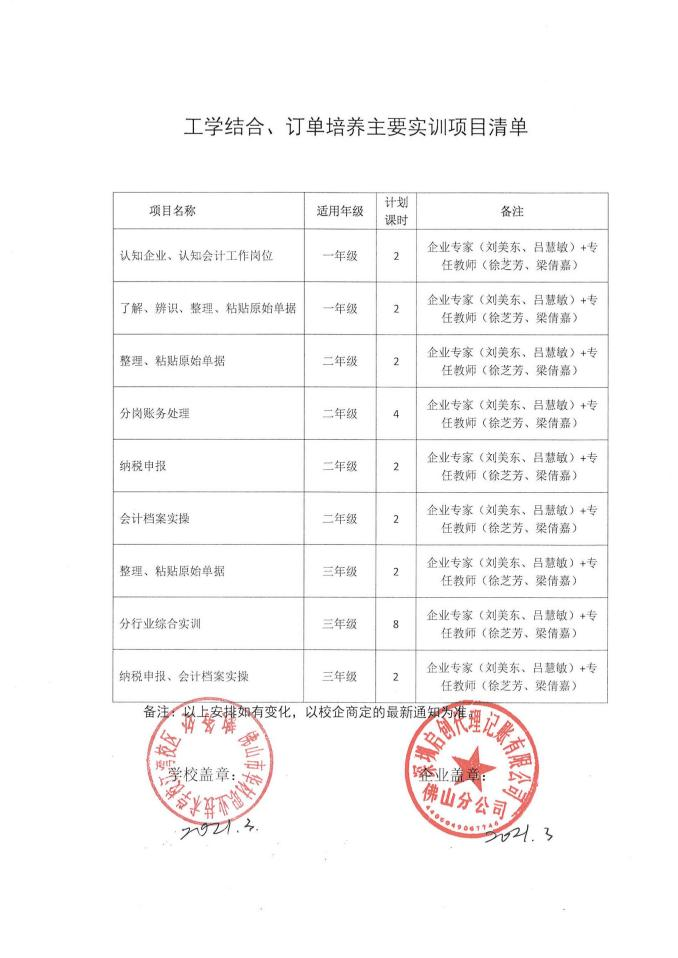 工学结合、订单培养主要实训项目清单
项目名称 适用年级 计划课时 备注
认知企业、认知会计工作岗位 一年级 2 企业专家（刘美东、吕慧敏）+专
任教师（徐芝芳、梁倩嘉）
了解、辨识、整理、粘贴原始单据 一年级 2 企业专家（刘美东、吕慧敏）+专
任教师（徐芝芳、梁倩嘉）
整理、粘贴原始单据 二年级 2 企业专家（刘美东、吕慧敏）+专
任教师（徐芝芳、梁倩嘉）
分岗账务处理 二年级 4 企业专家（刘美东、吕慧敏）+专
任教师（徐芝芳、梁倩嘉）
纳税申报 二年级 2 企业专家（刘美东、吕慧敏）+专
任教师（徐芝芳、梁倩嘉）
会计档案实操 二年级 2 企业专家（刘美东、吕慧敏）+专
任教师（徐芝芳、梁倩嘉）
整理、粘贴原始单据 三年级 2 企业专家（刘美东、吕慧敏）+专
任教师（徐芝芳、梁倩嘉）
分行业综合实训 三年级 8 企业专家（刘美东、吕慧敏）+专
任教师（徐芝芳、梁倩嘉）
纳税申报、会计档案实操 三年级 2 企业专家（刘美东、吕慧敏）+专
任教师（徐芝芳、梁倩嘉）
备注：以上安排如有变化，以校企商定的最新通知为准。
学校盖章： 企业盖章：
佛山市华材职业技术学校江湾校区
深圳启创代理记账有限公司
佛山分公司
4406049067746
2021.3. 2021.3